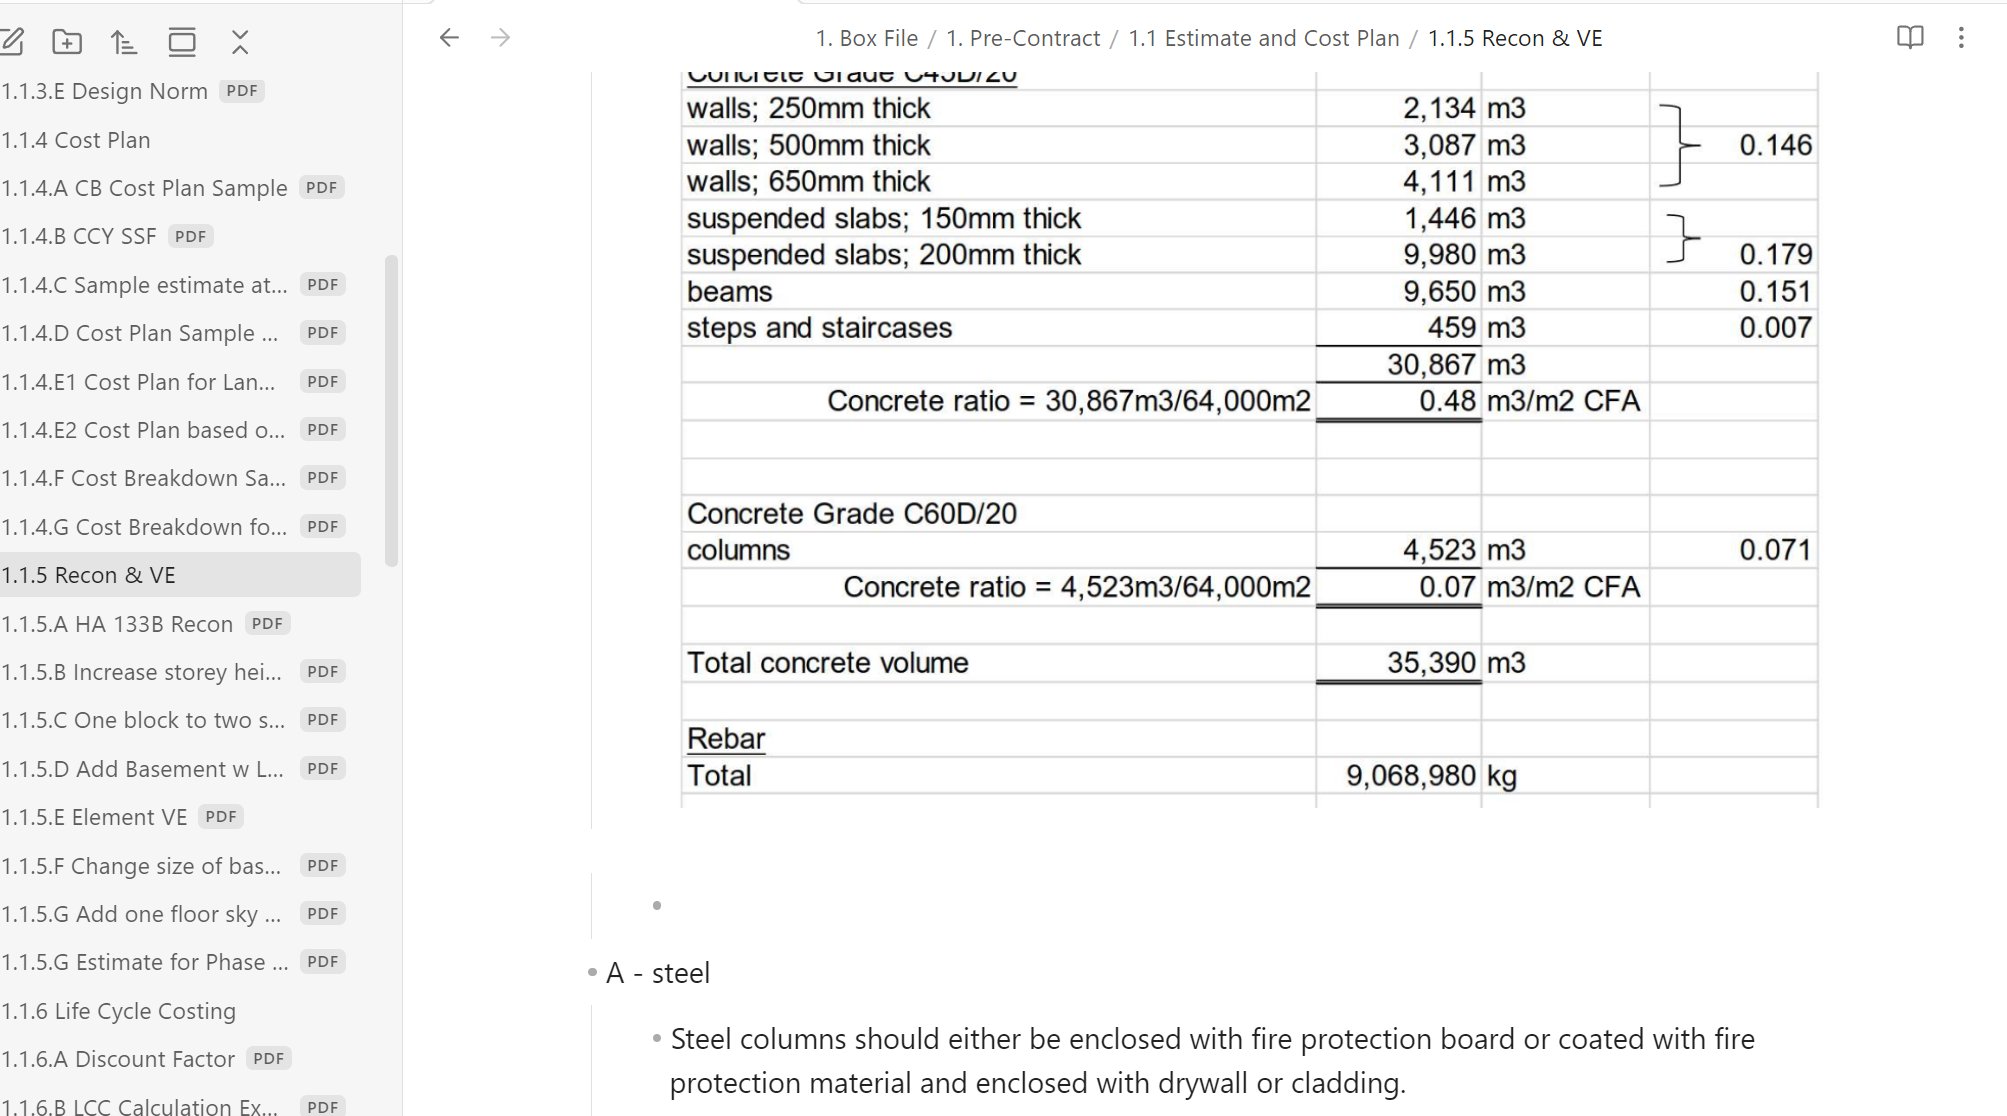 1. Box File / 1. Pre-Contract / 1.1 Estimate and Cost Plan / 1.1.5 Recon & VE
1.1.3.E Design Norm PDF
1.1.4 Cost Plan
1.1.4.A CB Cost Plan Sample PDF
1.1.4.B CCY SSF PDF
1.1.4.C Sample estimate at... PDF
1.1.4.D Cost Plan Sample ... PDF
1.1.4.E1 Cost Plan for Lan... PDF
1.1.4.E2 Cost Plan based o... PDF
1.1.4.F Cost Breakdown Sa... PDF
1.1.4.G Cost Breakdown fo... PDF
1.1.5 Recon & VE
1.1.5.A HA 133B Recon PDF
1.1.5.B Increase storey hei... PDF
1.1.5.C One block to two s... PDF
1.1.5.D Add Basement w L... PDF
1.1.5.E Element VE PDF
1.1.5.F Change size of bas... PDF
1.1.5.G Add one floor sky ... PDF
1.1.5.G Estimate for Phase ... PDF
1.1.6 Life Cycle Costing
1.1.6.A Discount Factor PDF
1.1.6.B LCC Calculation Ex... PDF
Concrete Grade C45D/20
walls; 250mm thick 2,134 m3
walls; 500mm thick 3,087 m3 0.146
walls; 650mm thick 4,111 m3
suspended slabs; 150mm thick 1,446 m3
suspended slabs; 200mm thick 9,980 m3 0.179
beams 9,650 m3 0.151
steps and staircases 459 m3 0.007
30,867 m3
Concrete ratio = 30,867m3/64,000m2 0.48 m3/m2 CFA
Concrete Grade C60D/20
columns 4,523 m3 0.071
Concrete ratio = 4,523m3/64,000m2 0.07 m3/m2 CFA
Total concrete volume 35,390 m3
Rebar
Total 9,068,980 kg
A - steel
Steel columns should either be enclosed with fire protection board or coated with fire
protection material and enclosed with drywall or cladding.